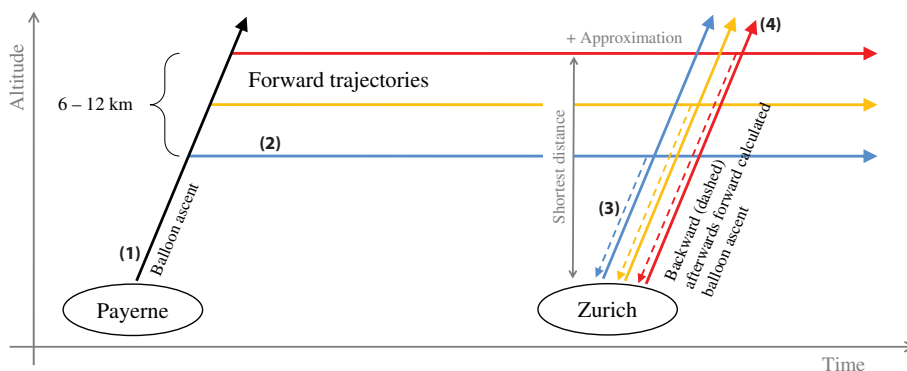 (4)
+ Approximation
Altitude
Forward trajectories
6 – 12 km
(2)
Shortest distance
(3)
(1)
Balloon ascent
Backward (dashed)
afterwards forward calculated
balloon ascent
Payerne
Zurich
Time